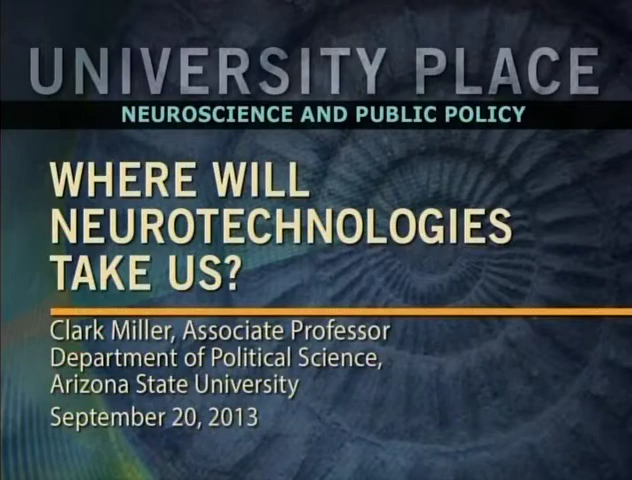 UNIVERSITY PLACE
NEUROSCIENCE AND PUBLIC POLICY
WHERE WILL
NEUROTECHNOLOGIES
TAKE US?
Clark Miller, Associate Professor
Department of Political Science,
Arizona State University
September 20, 2013